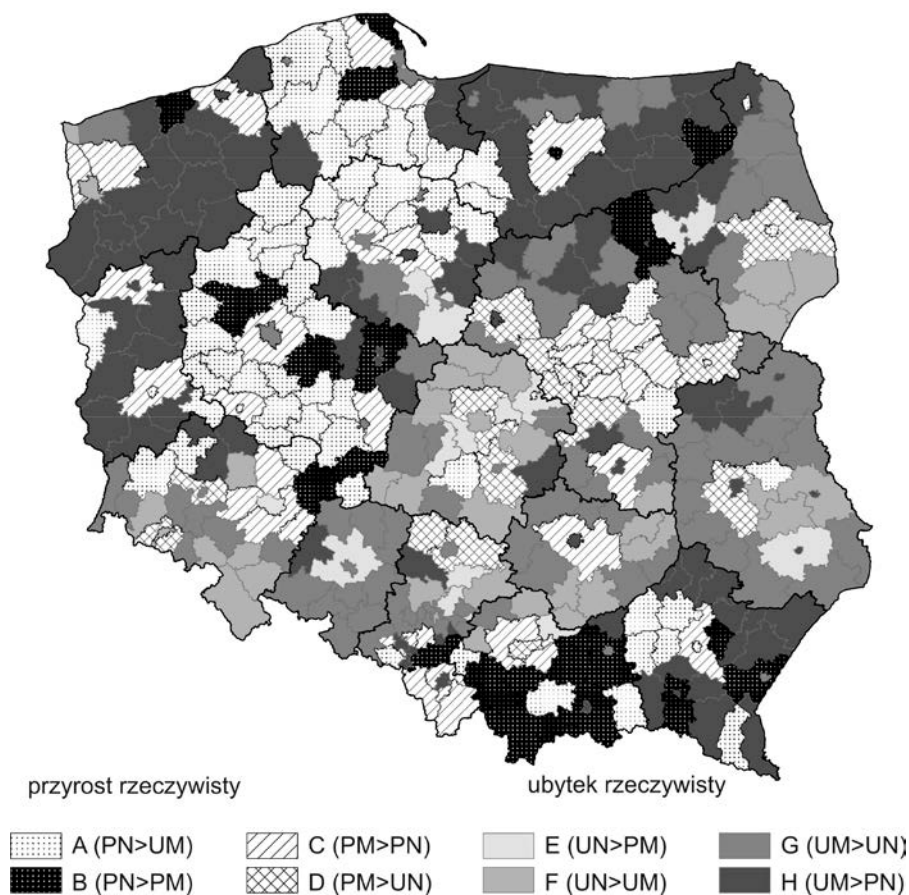 przyrost rzeczywisty ubytek rzeczywisty
A (PN>UM) C (PM>PN) E (UN>PM) G (UM>UN)
B (PN>PM) D (PM>UN) F (UN>UM) H (UM>PN)